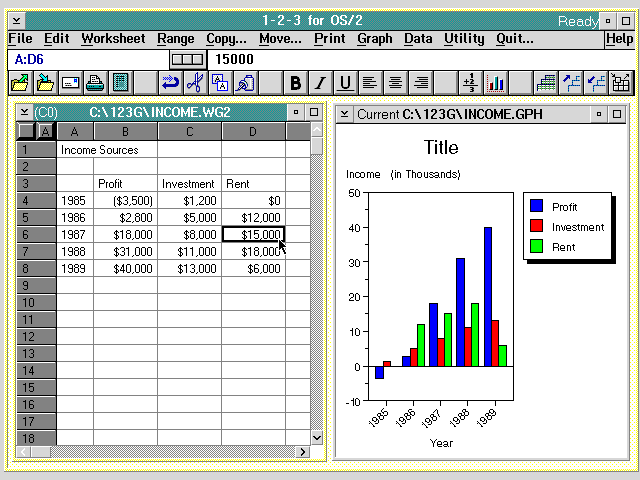 1-2-3 for OS/2 Ready
File Edit Worksheet Range Copy... Move... Print Graph Data Utility Quit... Help
A:D6 15000
B I U
(C0) C:\123G\INCOME.WG2
A A B C D
1 Income Sources
2
3 Profit Investment Rent
4 1985 ($3,500) $1,200 $0
5 1986 $2,800 $5,000 $12,000
6 1987 $18,000 $8,000 $15,000
7 1988 $31,000 $11,000 $18,000
8 1989 $40,000 $13,000 $6,000
9
10
11
12
13
14
15
16
17
18
Current C:\123G\INCOME.GPH
Title
Income (in Thousands)
50
40
30
20
10
0
-10
1985 1986 1987 1988 1989
Year
Profit
Investment
Rent